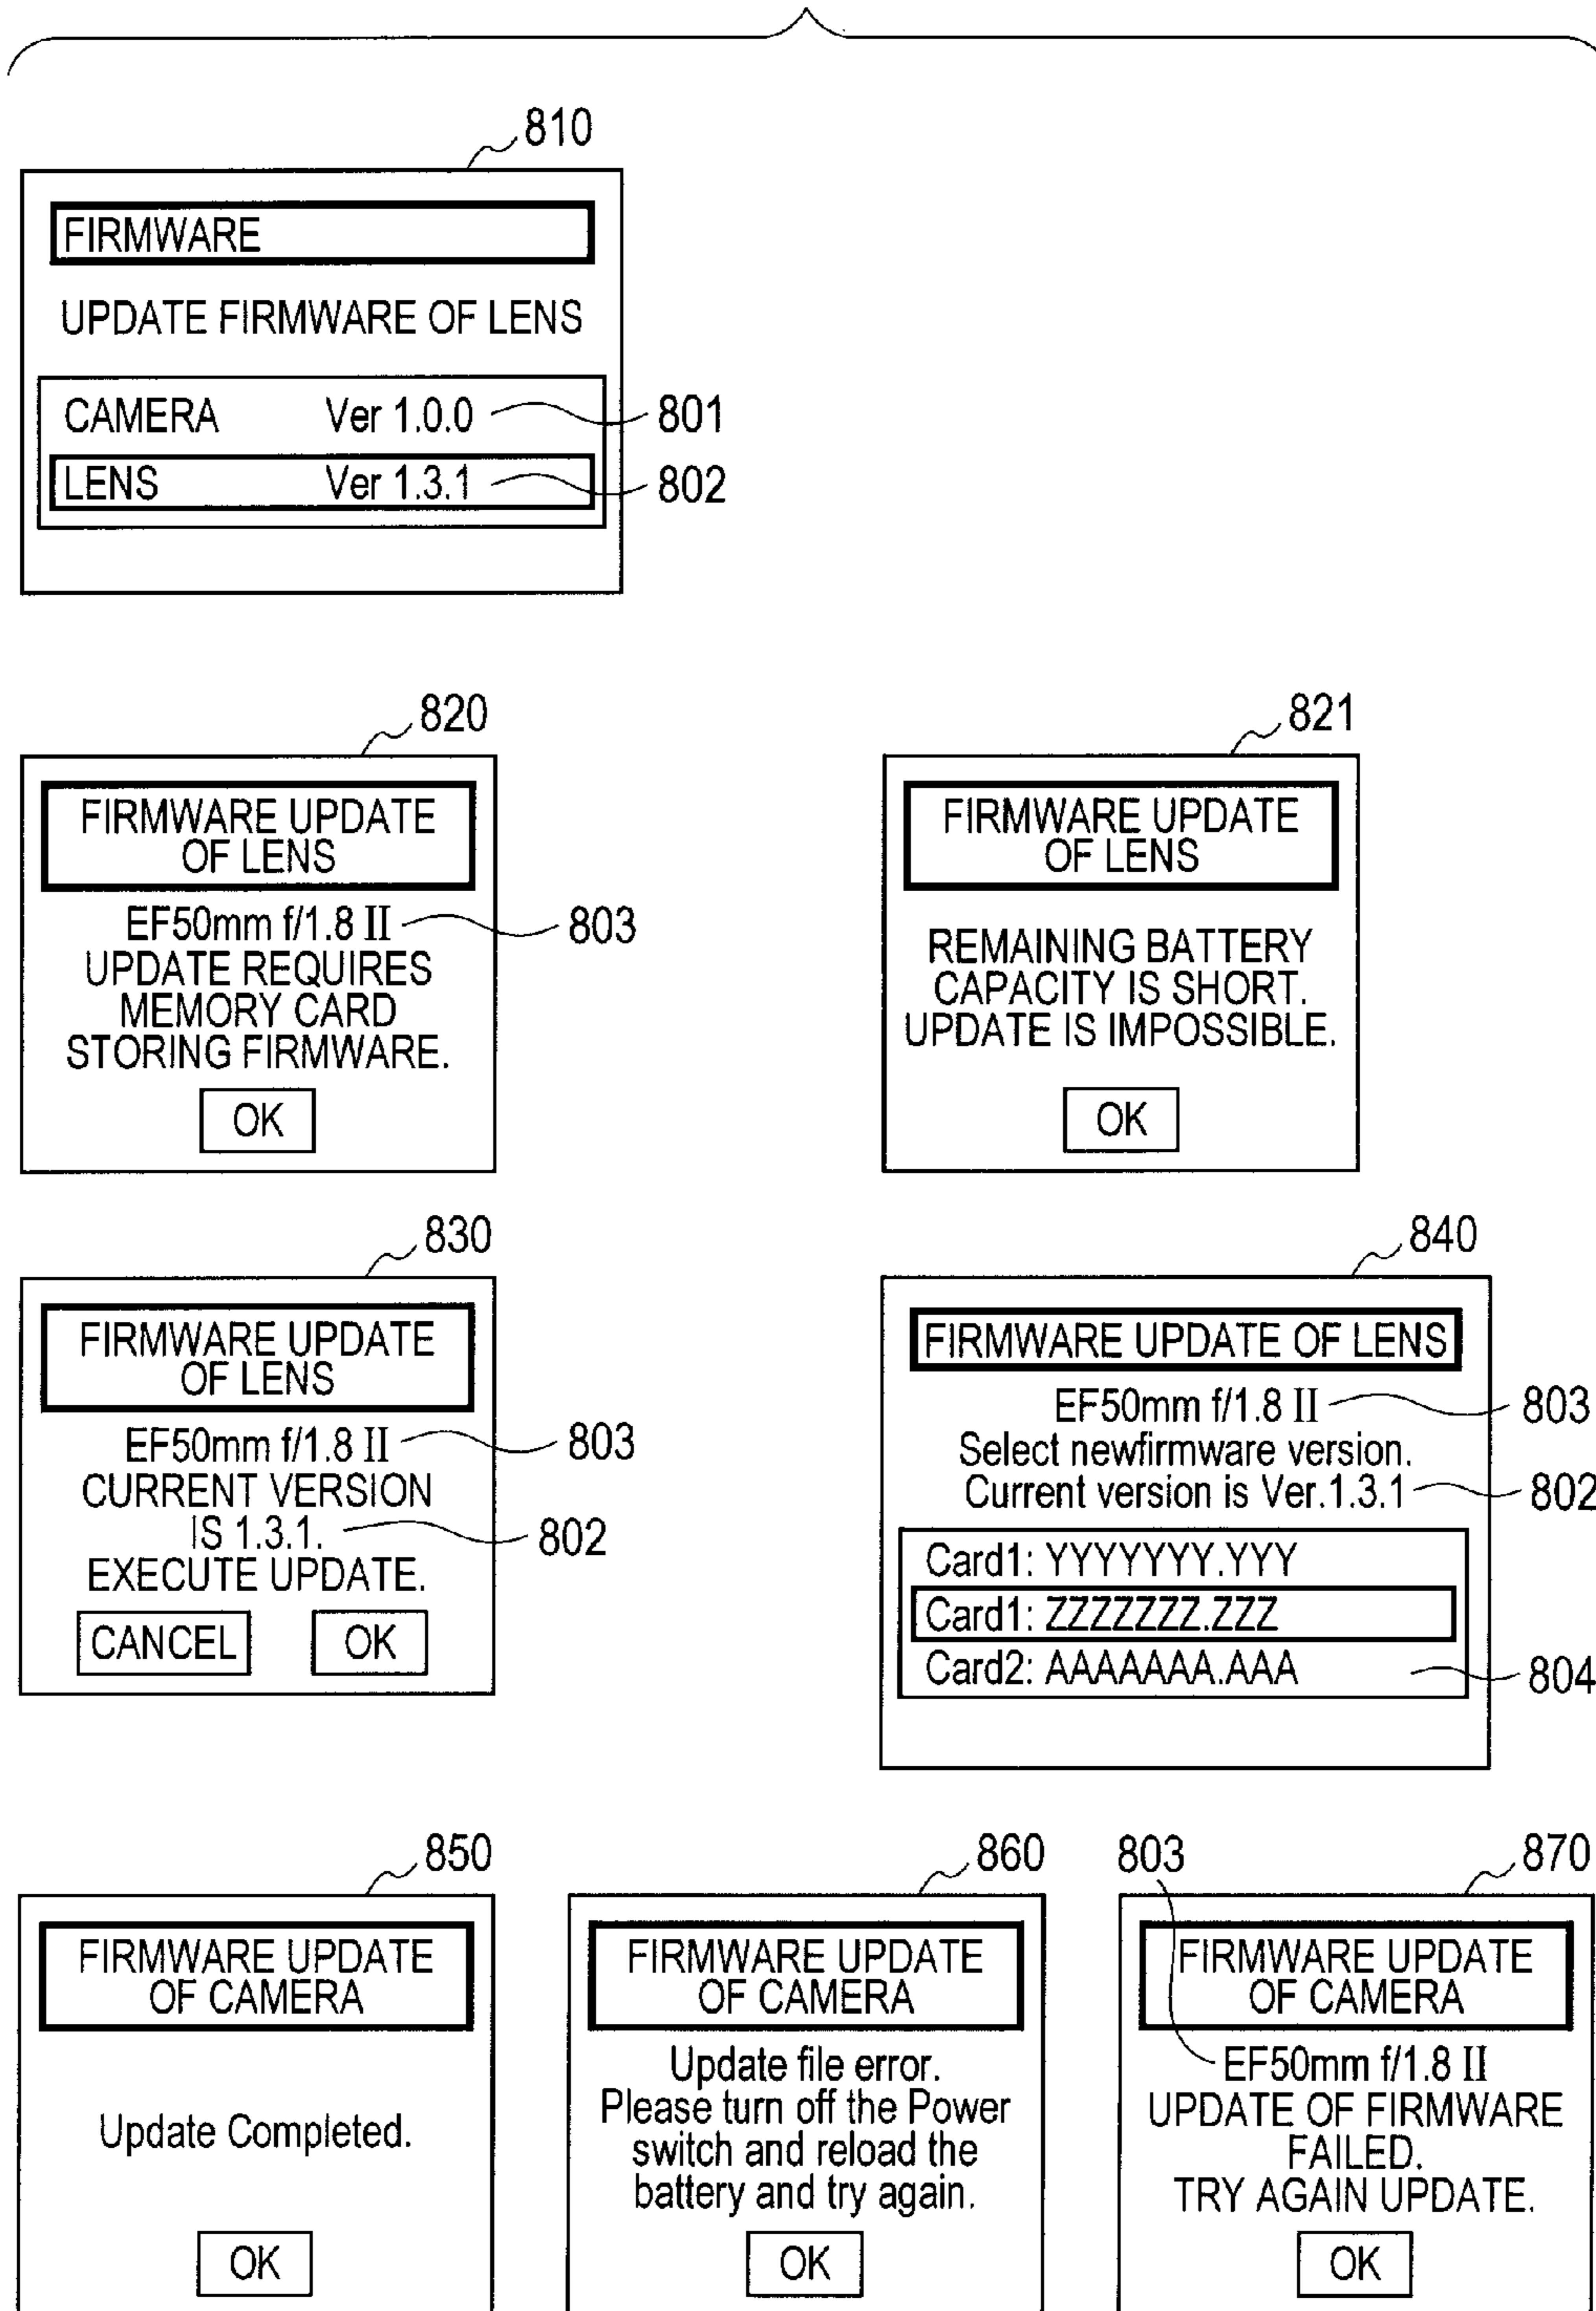 810
FIRMWARE
UPDATE FIRMWARE OF LENS
CAMERA Ver 1.0.0 801
LENS Ver 1.3.1 802
820
FIRMWARE UPDATE
OF LENS
EF50mm f/1.8 II 803
UPDATE REQUIRES
MEMORY CARD
STORING FIRMWARE.
OK
821
FIRMWARE UPDATE
OF LENS
REMAINING BATTERY
CAPACITY IS SHORT.
UPDATE IS IMPOSSIBLE.
OK
830
FIRMWARE UPDATE
OF LENS
EF50mm f/1.8 II 803
CURRENT VERSION
IS 1.3.1. 802
EXECUTE UPDATE.
CANCEL OK
840
FIRMWARE UPDATE OF LENS
EF50mm f/1.8 II 803
Select newfirmware version.
Current version is Ver.1.3.1 802
Card1: YYYYYYY.YYY
Card1: ZZZZZZZ.ZZZ
Card2: AAAAAAA.AAA 804
850
FIRMWARE UPDATE
OF CAMERA
Update Completed.
OK
860
FIRMWARE UPDATE
OF CAMERA
Update file error.
Please turn off the Power
switch and reload the
battery and try again.
OK
803 870
FIRMWARE UPDATE
OF CAMERA
EF50mm f/1.8 II
UPDATE OF FIRMWARE
FAILED.
TRY AGAIN UPDATE.
OK